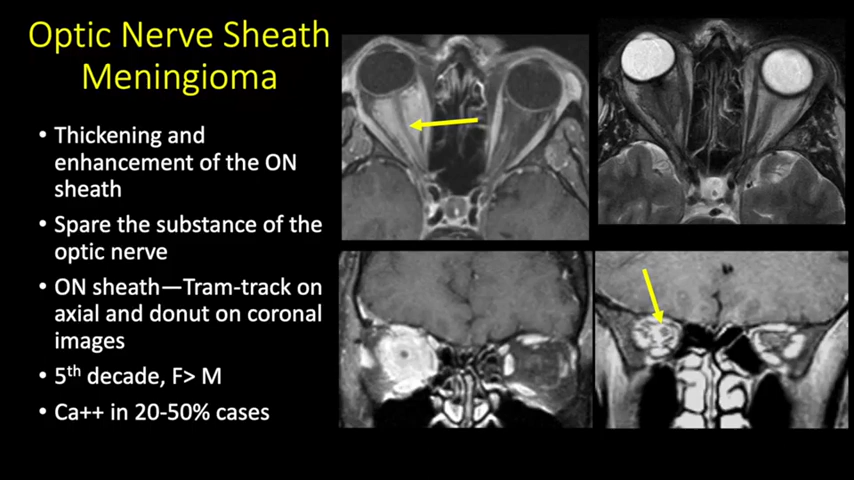 Optic Nerve Sheath
Meningioma
• Thickening and
enhancement of the ON
sheath
• Spare the substance of the
optic nerve
• ON sheath—Tram-track on
axial and donut on coronal
images
• 5th decade, F> M
• Ca++ in 20-50% cases